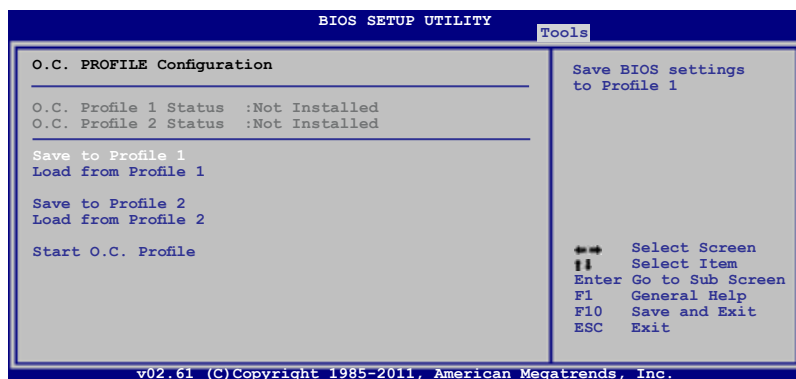 BIOS SETUP UTILITY
Tools
O.C. PROFILE Configuration
O.C. Profile 1 Status :Not Installed
O.C. Profile 2 Status :Not Installed
Save to Profile 1
Load from Profile 1
Save to Profile 2
Load from Profile 2
Start O.C. Profile
Save BIOS settings
to Profile 1
←→ Select Screen
↑↓ Select Item
Enter Go to Sub Screen
F1 General Help
F10 Save and Exit
ESC Exit
v02.61 (C)Copyright 1985-2011, American Megatrends, Inc.